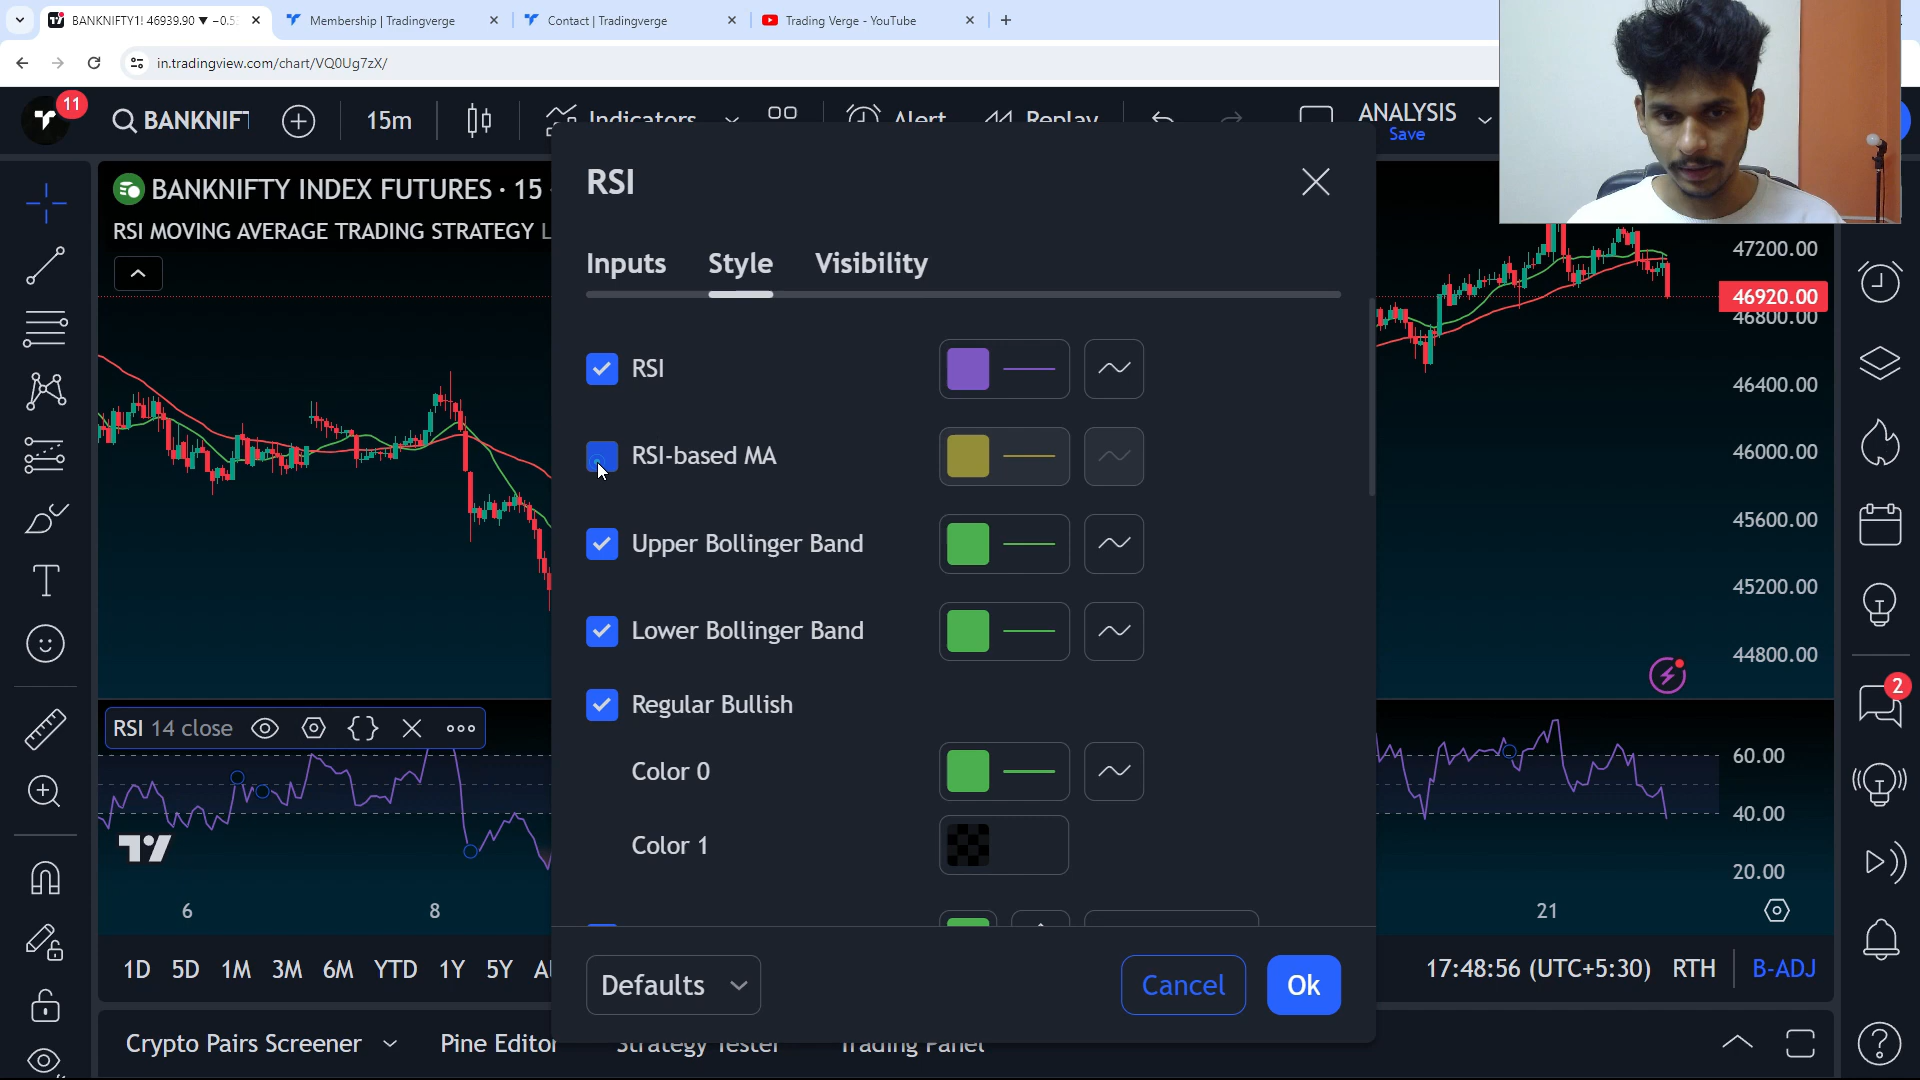 BANKNIFTY1! 46939.90 ▼ −0.5
Membership | Tradingverge
Contact | Tradingverge
Trading Verge - YouTube
in.tradingview.com/chart/VQ0Ug7zX/
11
BANKNIFT
15m
Indicators
Alert
Replay
ANALYSIS
Save
BANKNIFTY INDEX FUTURES · 15
RSI MOVING AVERAGE TRADING STRATEGY L
RSI
Inputs
Style
Visibility
RSI
RSI-based MA
Upper Bollinger Band
Lower Bollinger Band
Regular Bullish
Color 0
Color 1
Defaults
Cancel
Ok
47200.00
46920.00
46800.00
46400.00
46000.00
45600.00
45200.00
44800.00
RSI 14 close
60.00
40.00
20.00
6
8
21
1D 5D 1M 3M 6M YTD 1Y 5Y
17:48:56 (UTC+5:30) RTH B-ADJ
2
Crypto Pairs Screener
Pine Editor
Strategy Tester
Trading Panel